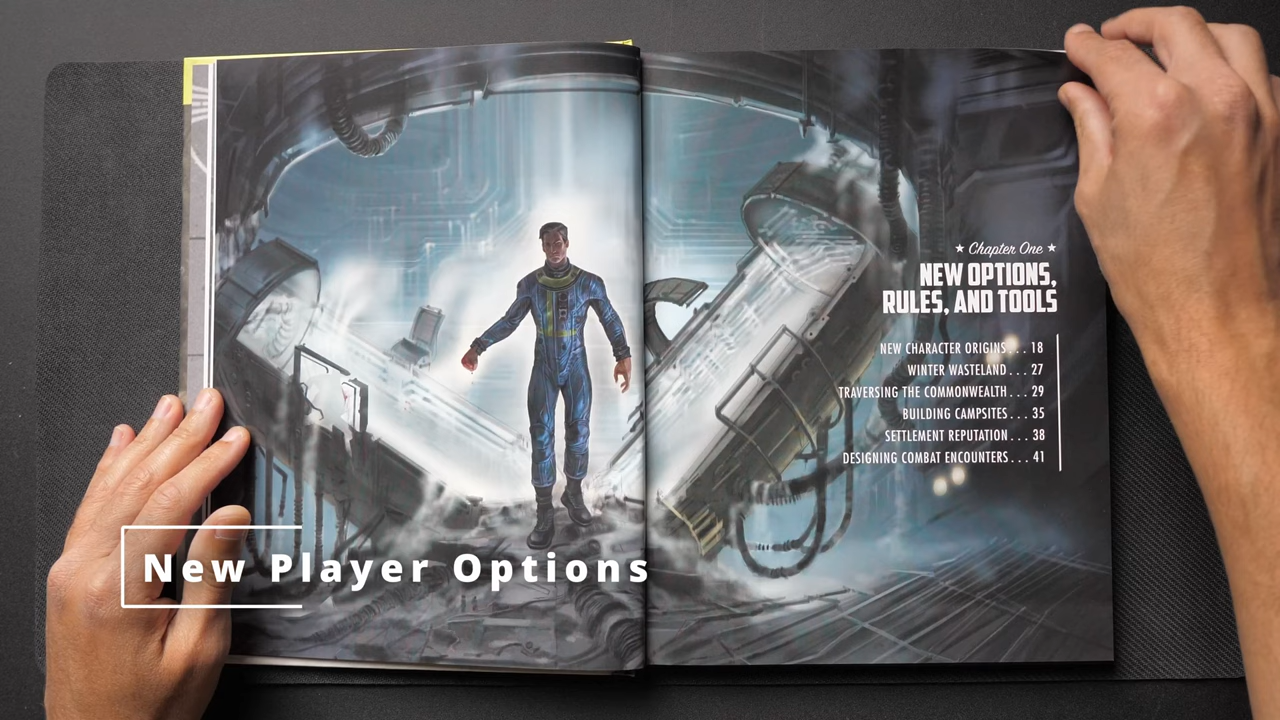 ★ Chapter One ★
NEW OPTIONS,
RULES, AND TOOLS
NEW CHARACTER ORIGINS . . . 18
WINTER WASTELAND . . . 27
TRAVERSING THE COMMONWEALTH . . . 29
BUILDING CAMPSITES . . . 35
SETTLEMENT REPUTATION . . . 38
DESIGNING COMBAT ENCOUNTERS . . . 41
New Player Options